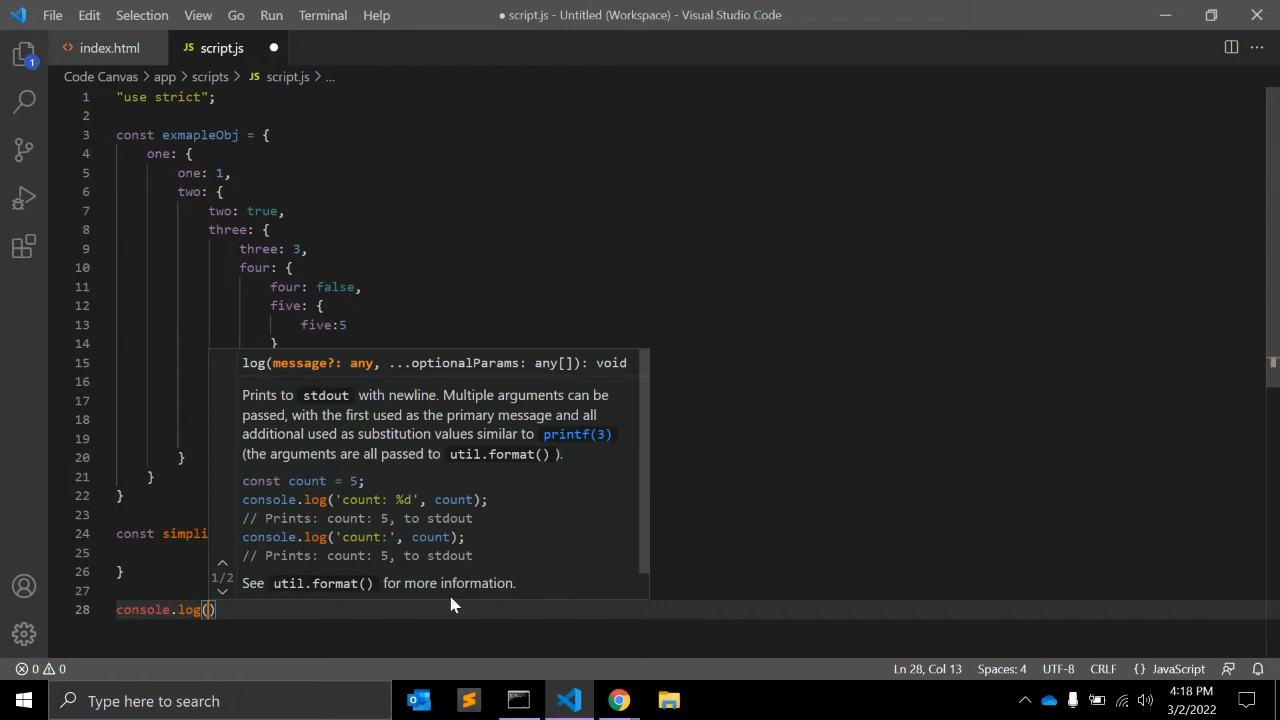 File Edit Selection View Go Run Terminal Help
● script.js - Untitled (Workspace) - Visual Studio Code
1
<> index.html
JS script.js ●
Code Canvas > app > scripts > JS script.js > ...
1 "use strict";
2
3 const exmapleObj = {
4 one: {
5 one: 1,
6 two: {
7 two: true,
8 three: {
9 three: 3,
10 four: {
11 four: false,
12 five: {
13 five:5
14 }
15
16
17
18
19
20 }
21 }
22 }
23
24 const simpli
25
26 }
27
28 console.log()
log(message?: any, ...optionalParams: any[]): void
Prints to stdout with newline. Multiple arguments can be
passed, with the first used as the primary message and all
additional used as substitution values similar to printf(3)
(the arguments are all passed to util.format() ).
const count = 5;
console.log('count: %d', count);
// Prints: count: 5, to stdout
console.log('count:', count);
// Prints: count: 5, to stdout
See util.format() for more information.
1/2
0 0
Ln 28, Col 13 Spaces: 4 UTF-8 CRLF {} JavaScript
Type here to search
4:18 PM
3/2/2022